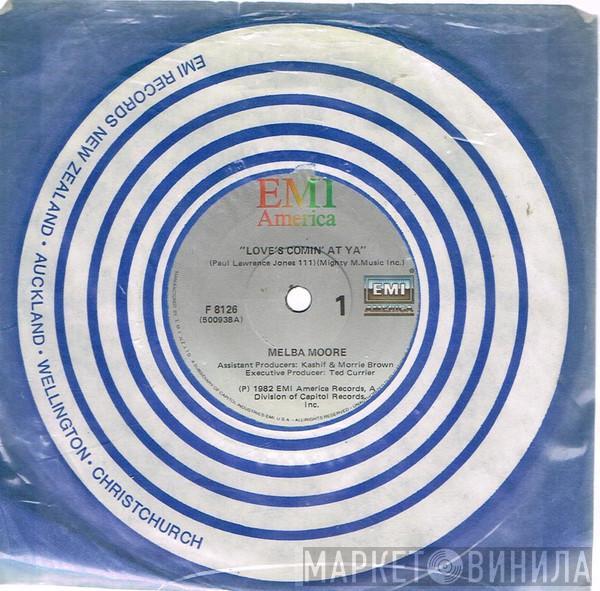 EMI RECORDS NEW ZEALAND • AUCKLAND • WELLINGTON • CHRISTCHURCH
EMI
America
"LOVE'S COMIN' AT YA"
(Paul Lawrence Jones 111)(Mighty M.Music Inc.)
F 8126
(500938A)
1
EMI
AMERICA
MELBA MOORE
Assistant Producers: Kashif & Morrie Brown
Executive Producer: Ted Currier
(P) 1982 EMI America Records, A
Division of Capitol Records,
Inc.
МАРКЕТ ВИНИЛА